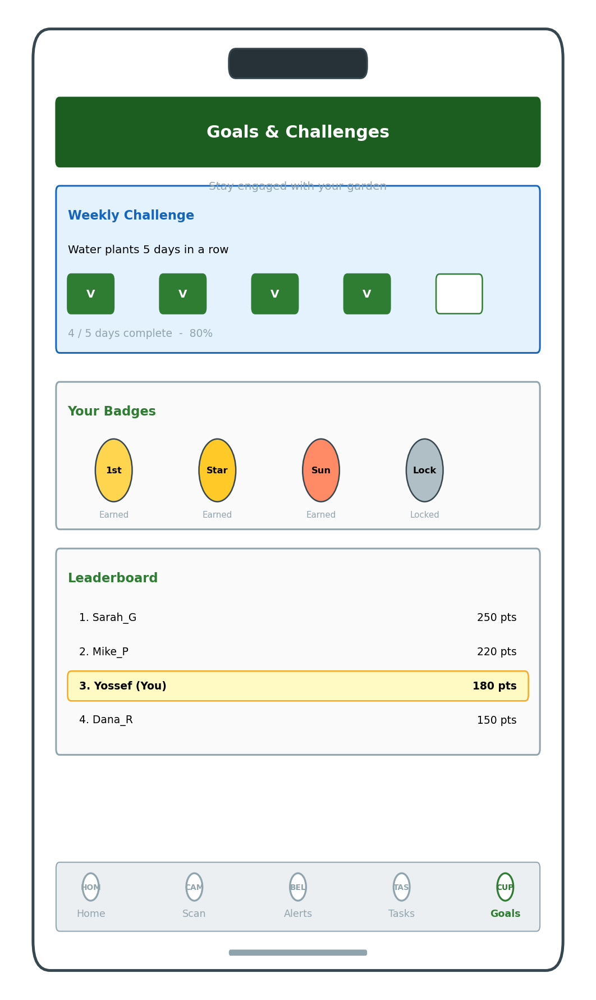 Goals & Challenges
Stay engaged with your garden
Weekly Challenge
Water plants 5 days in a row
V V V V
4 / 5 days complete - 80%
Your Badges
1st Star Sun Lock
Earned Earned Earned Locked
Leaderboard
1. Sarah_G 250 pts
2. Mike_P 220 pts
3. Yossef (You) 180 pts
4. Dana_R 150 pts
HOM CAM BEL TAS CUP
Home Scan Alerts Tasks Goals